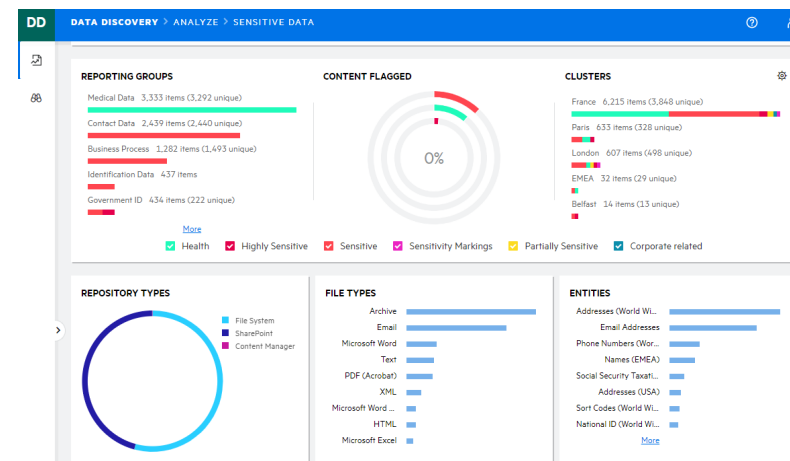 DD
DATA DISCOVERY > ANALYZE > SENSITIVE DATA
REPORTING GROUPS
Medical Data 3,333 items (3,292 unique)
Contact Data 2,439 items (2,440 unique)
Business Process 1,282 items (1,493 unique)
Identification Data 437 items
Government ID 434 items (222 unique)
More
CONTENT FLAGGED
0%
CLUSTERS
France 6,215 items (3,848 unique)
Paris 633 items (328 unique)
London 607 items (498 unique)
EMEA 32 items (29 unique)
Belfast 14 items (13 unique)
Health Highly Sensitive Sensitive Sensitivity Markings Partially Sensitive Corporate related
REPOSITORY TYPES
File System
SharePoint
Content Manager
FILE TYPES
Archive
Email
Microsoft Word
Text
PDF (Acrobat)
XML
Microsoft Word ...
HTML
Microsoft Excel
ENTITIES
Addresses (World Wi...
Email Addresses
Phone Numbers (Wor...
Names (EMEA)
Social Security Taxati...
Addresses (USA)
Sort Codes (World Wi...
National ID (World Wi...
More